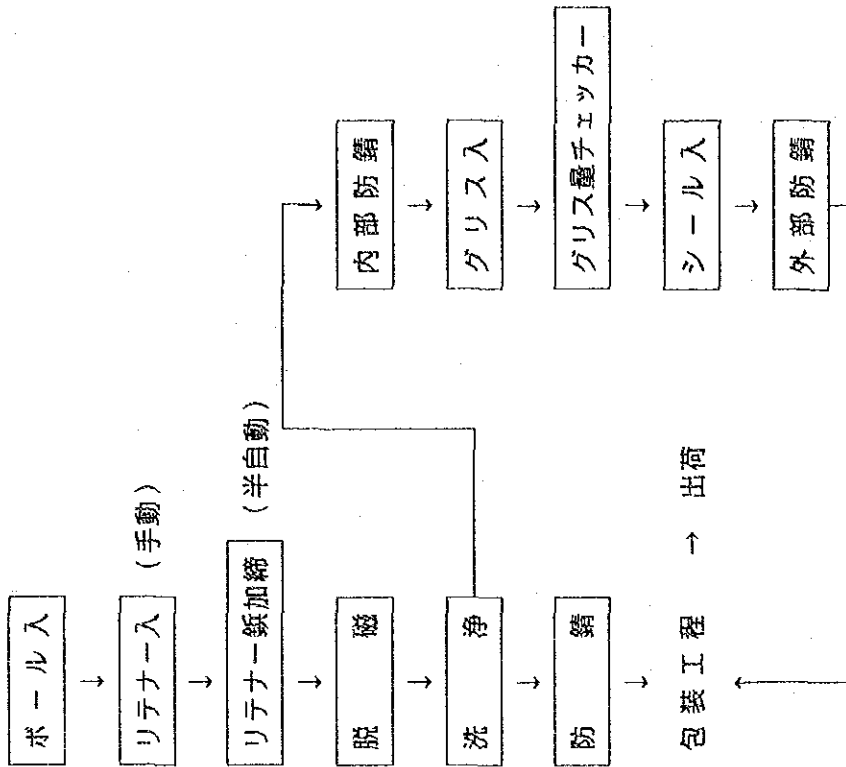 ボール入
↓
リテナー入 (手動)
↓
リテナー鋲加締 (半自動)
↓
脱磁
↓
洗浄
↓
防錆
↓
包装工程 → 出荷
内部防錆
↓
グリス入
↓
グリス量チェッカー
↓
シール入
↓
外部防錆